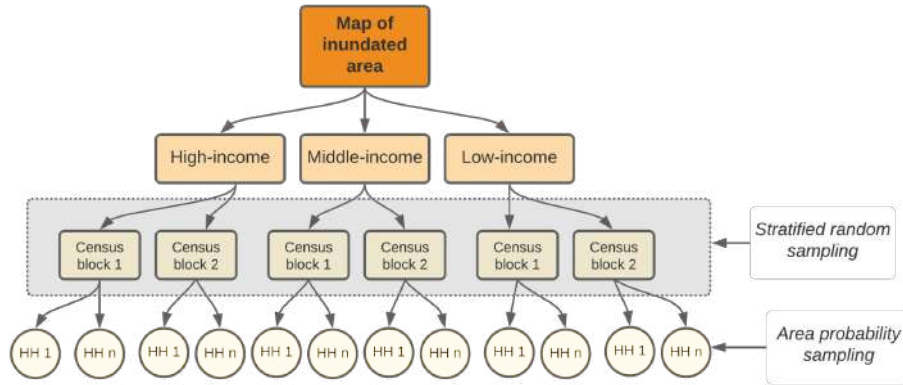 Map of
inundated
area
High-income
Middle-income
Low-income
Census
block 1
Census
block 2
Census
block 1
Census
block 2
Census
block 1
Census
block 2
Stratified random
sampling
HH 1
HH n
HH 1
HH n
HH 1
HH n
HH 1
HH n
HH 1
HH n
HH 1
HH n
Area probability
sampling